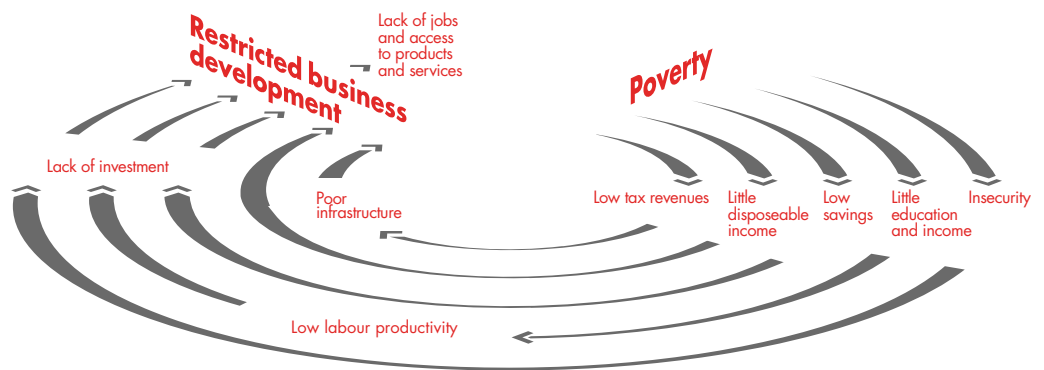 Restricted business
development
Lack of jobs
and access
to products
and services
Poverty
Lack of investment
Poor
infrastructure
Low tax revenues
Little
disposeable
income
Low
savings
Little
education
and income
Insecurity
Low labour productivity